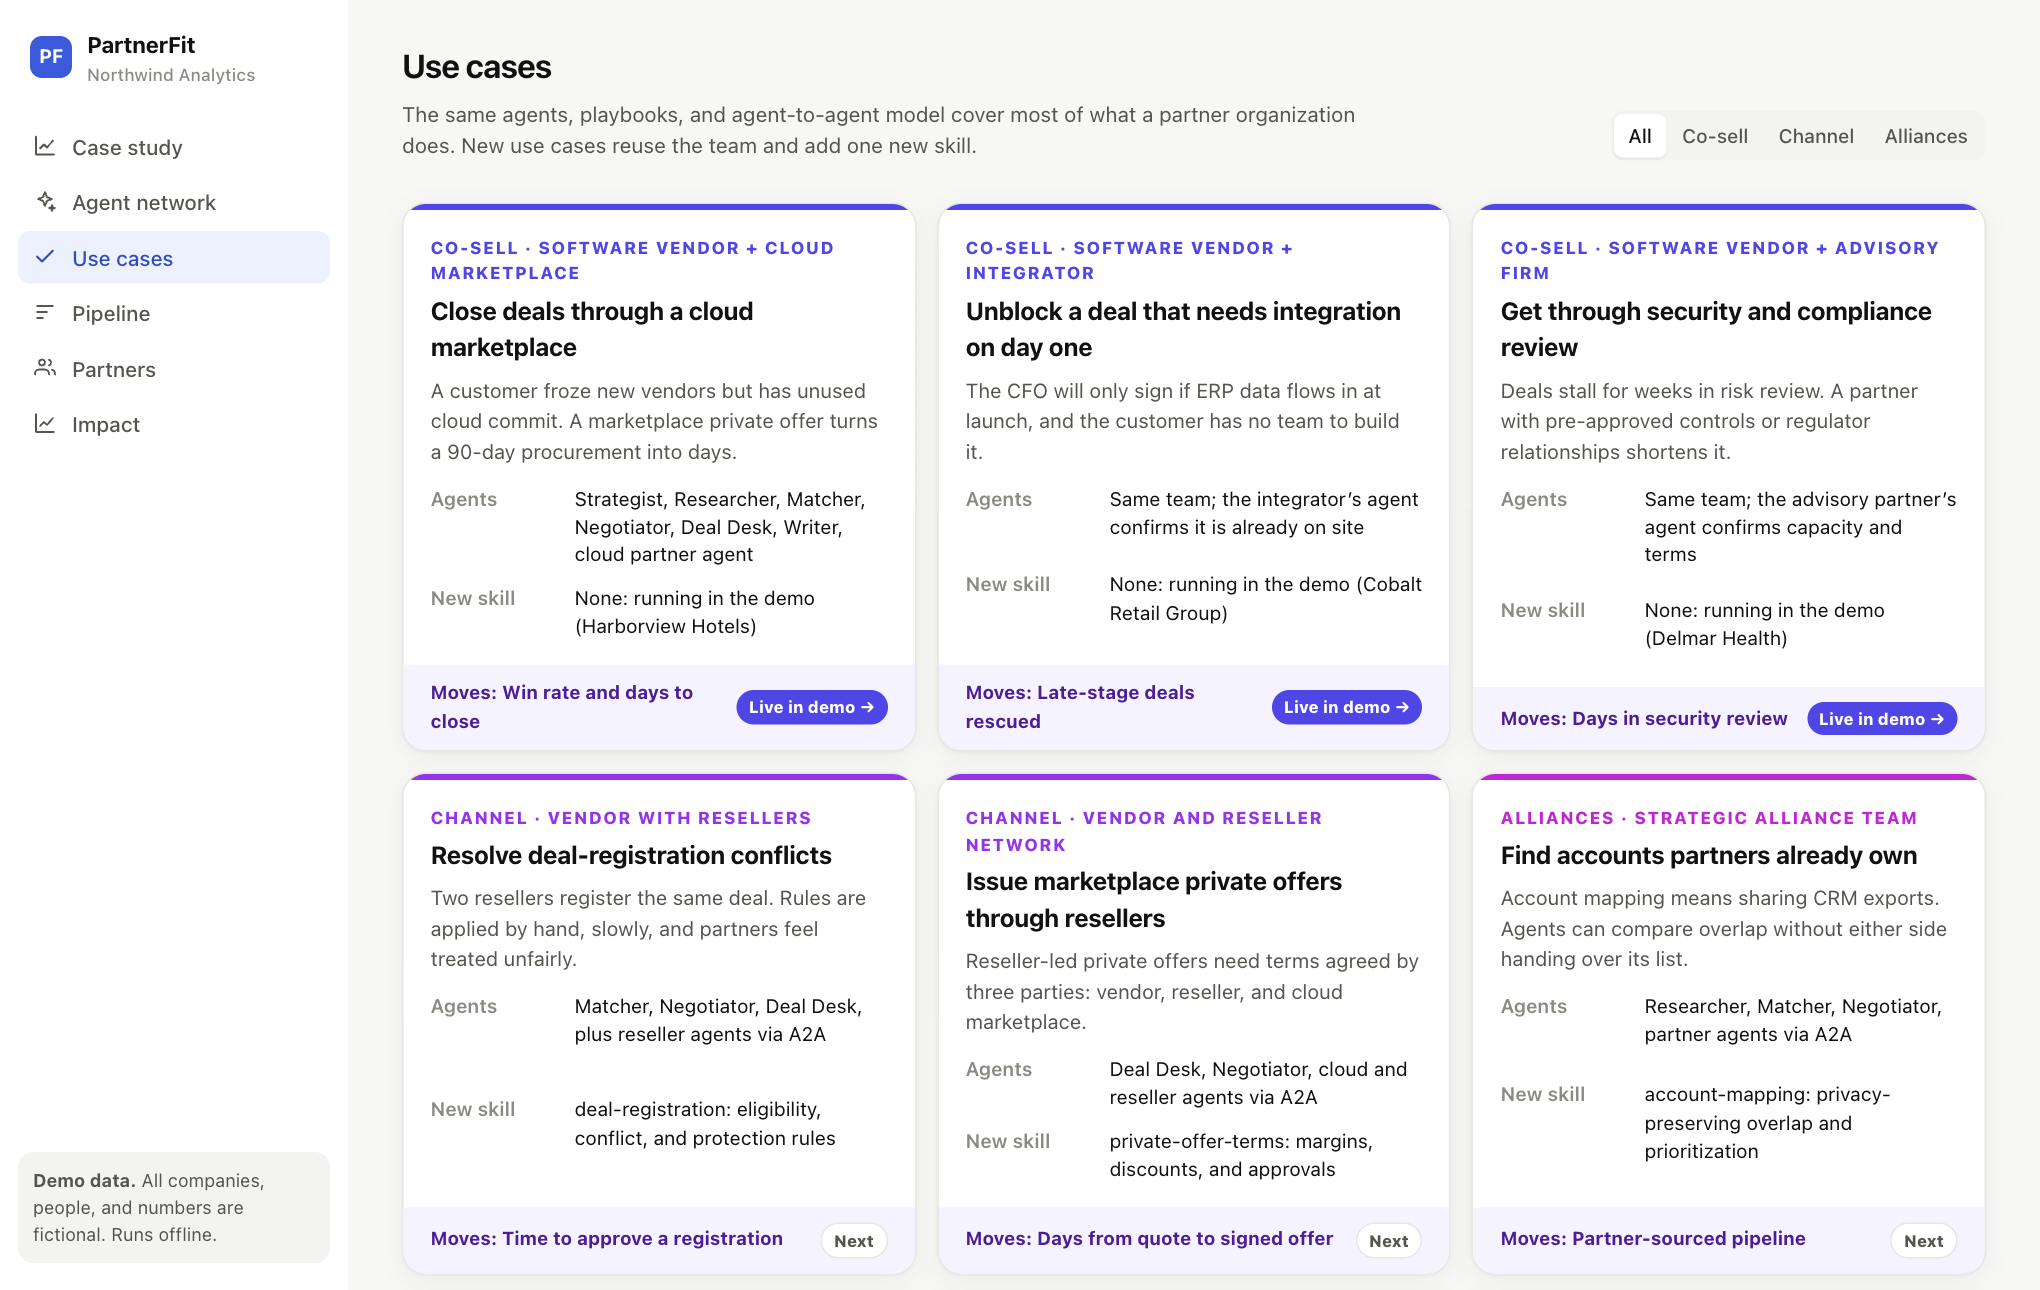 PF
PartnerFit
Northwind Analytics
Case study
Agent network
Use cases
Pipeline
Partners
Impact
Demo data. All companies,
people, and numbers are
fictional. Runs offline.
Use cases
The same agents, playbooks, and agent-to-agent model cover most of what a partner organization
does. New use cases reuse the team and add one new skill.
All
Co-sell
Channel
Alliances
CO-SELL · SOFTWARE VENDOR + CLOUD
MARKETPLACE
Close deals through a cloud
marketplace
A customer froze new vendors but has unused
cloud commit. A marketplace private offer turns
a 90-day procurement into days.
Agents
Strategist, Researcher, Matcher,
Negotiator, Deal Desk, Writer,
cloud partner agent
New skill
None: running in the demo
(Harborview Hotels)
Moves: Win rate and days to
close
Live in demo →
CO-SELL · SOFTWARE VENDOR +
INTEGRATOR
Unblock a deal that needs integration
on day one
The CFO will only sign if ERP data flows in at
launch, and the customer has no team to build
it.
Agents
Same team; the integrator’s agent
confirms it is already on site
New skill
None: running in the demo (Cobalt
Retail Group)
Moves: Late-stage deals
rescued
Live in demo →
CO-SELL · SOFTWARE VENDOR + ADVISORY
FIRM
Get through security and compliance
review
Deals stall for weeks in risk review. A partner
with pre-approved controls or regulator
relationships shortens it.
Agents
Same team; the advisory partner’s
agent confirms capacity and
terms
New skill
None: running in the demo
(Delmar Health)
Moves: Days in security review
Live in demo →
CHANNEL · VENDOR WITH RESELLERS
Resolve deal-registration conflicts
Two resellers register the same deal. Rules are
applied by hand, slowly, and partners feel
treated unfairly.
Agents
Matcher, Negotiator, Deal Desk,
plus reseller agents via A2A
New skill
deal-registration: eligibility,
conflict, and protection rules
Moves: Time to approve a registration
Next
CHANNEL · VENDOR AND RESELLER
NETWORK
Issue marketplace private offers
through resellers
Reseller-led private offers need terms agreed by
three parties: vendor, reseller, and cloud
marketplace.
Agents
Deal Desk, Negotiator, cloud and
reseller agents via A2A
New skill
private-offer-terms: margins,
discounts, and approvals
Moves: Days from quote to signed offer
Next
ALLIANCES · STRATEGIC ALLIANCE TEAM
Find accounts partners already own
Account mapping means sharing CRM exports.
Agents can compare overlap without either side
handing over its list.
Agents
Researcher, Matcher, Negotiator,
partner agents via A2A
New skill
account-mapping: privacy-
preserving overlap and
prioritization
Moves: Partner-sourced pipeline
Next